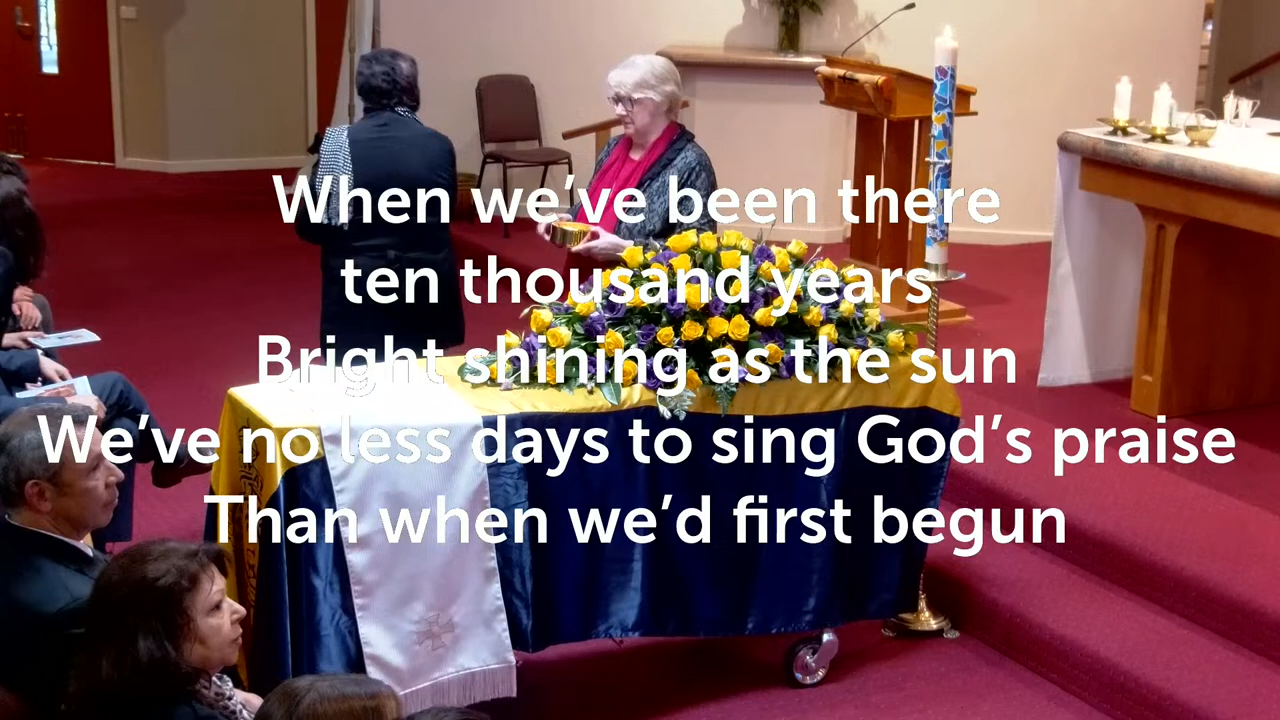 When we've been there
ten thousand years
Bright shining as the sun
We've no less days to sing God's praise
Than when we'd first begun